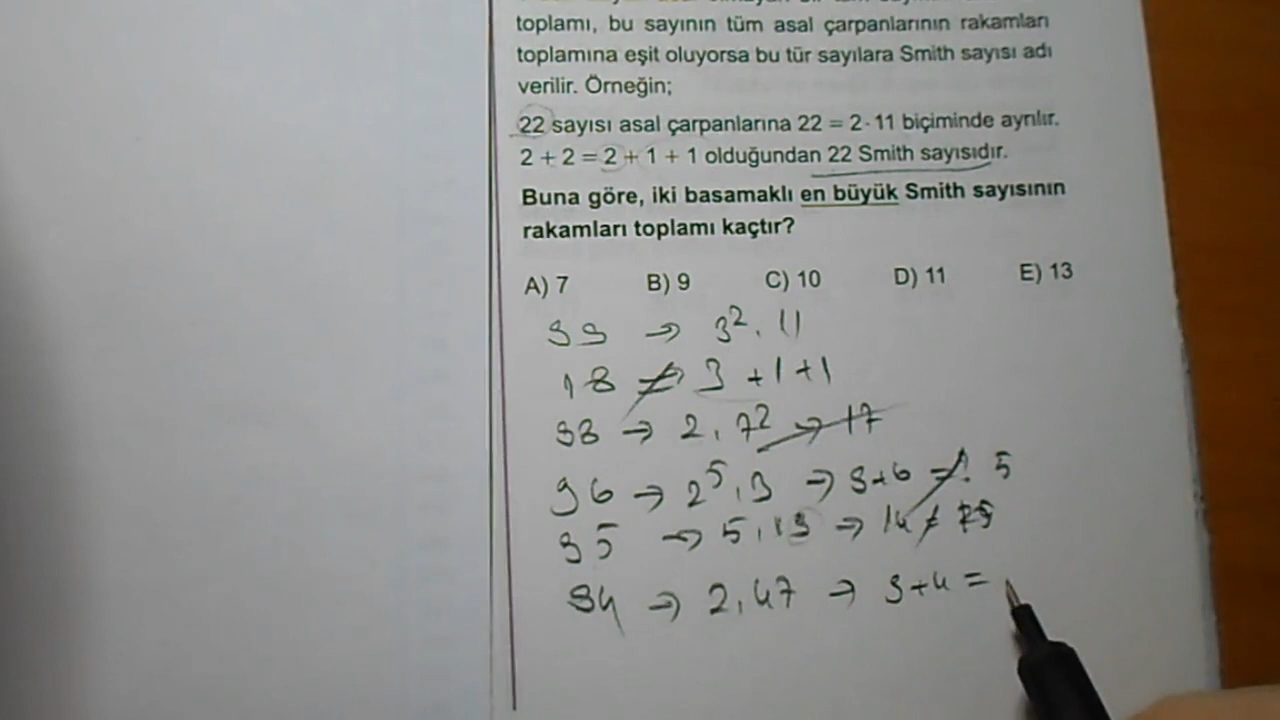 toplamı, bu sayının tüm asal çarpanlarının rakamları
toplamına eşit oluyorsa bu tür sayılara Smith sayısı adı
verilir. Örneğin;
22 sayısı asal çarpanlarına 22 = 2 · 11 biçiminde ayrılır.
2 + 2 = 2 + 1 + 1 olduğundan 22 Smith sayısıdır.
Buna göre, iki basamaklı en büyük Smith sayısının
rakamları toplamı kaçtır?
A) 7 B) 9 C) 10 D) 11 E) 13
99 → 3². 11
18 ≠ 3 + 1 + 1
98 → 2. 7² → 17
96 → 2⁵. 3 → 9+6 ≠ 5
95 → 5. 19 → 14 ≠
94 → 2. 47 → 9+4 =